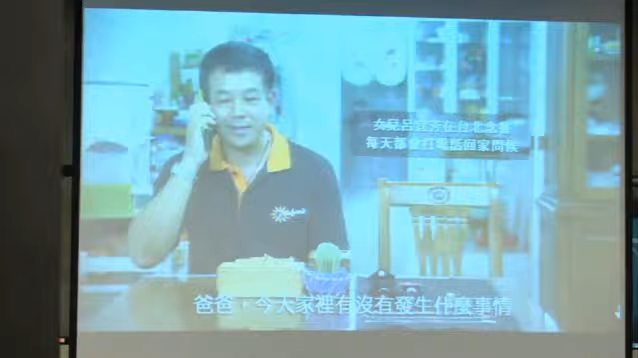 女兒呂在台北念書
每天都會打電話回家問候
爸爸，今天家裡有沒有發生什麼事情